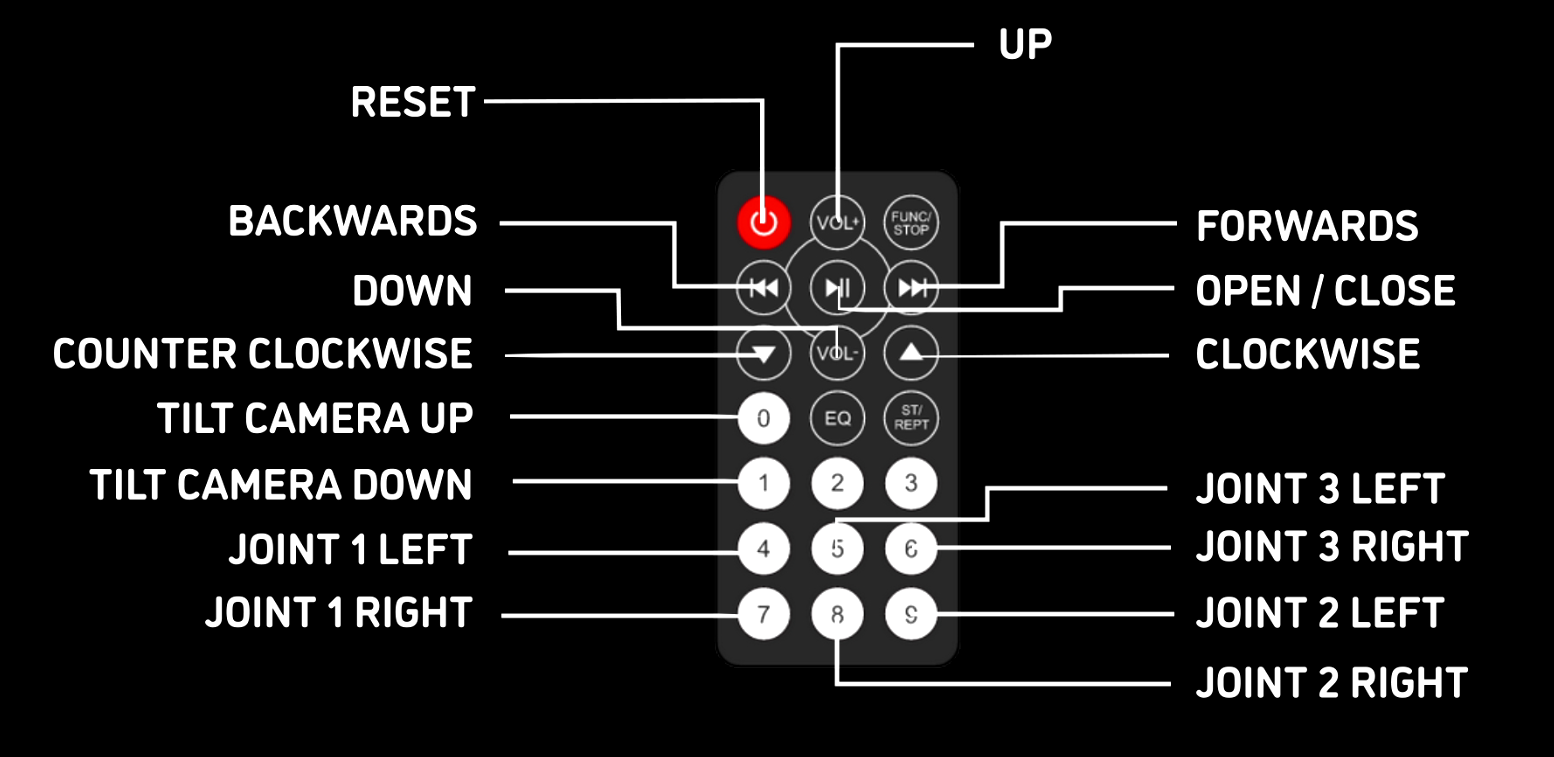 UP
RESET
BACKWARDS
DOWN
COUNTER CLOCKWISE
TILT CAMERA UP
TILT CAMERA DOWN
JOINT 1 LEFT
JOINT 1 RIGHT
VOL+
FUNC/
STOP
VOL-
0
EQ
ST/
REPT
1
2
3
4
5
6
7
8
9
FORWARDS
OPEN / CLOSE
CLOCKWISE
JOINT 3 LEFT
JOINT 3 RIGHT
JOINT 2 LEFT
JOINT 2 RIGHT